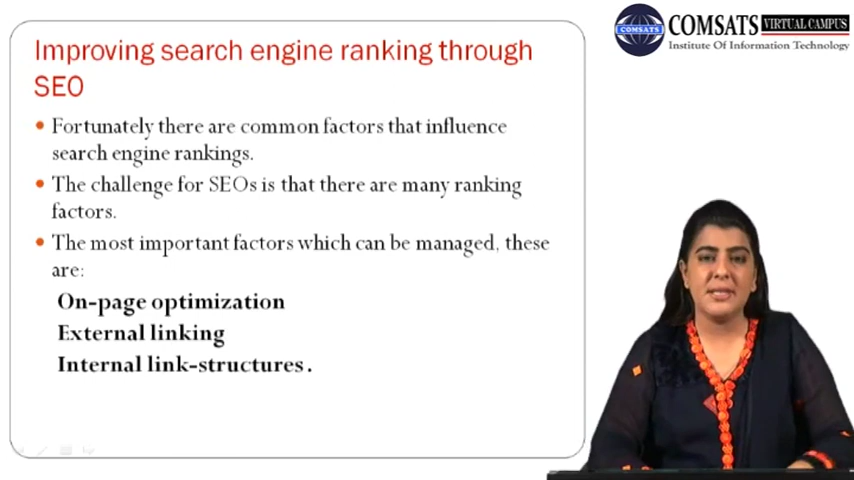 Improving search engine ranking through
SEO
• Fortunately there are common factors that influence
search engine rankings.
• The challenge for SEOs is that there are many ranking
factors.
• The most important factors which can be managed, these
are:
On-page optimization
External linking
Internal link-structures.
COMSATS
COMSATS VIRTUAL CAMPUS
Institute Of Information Technology